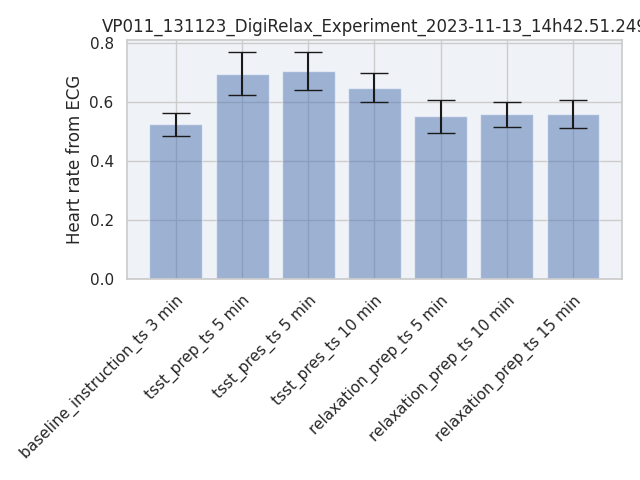 VP011_131123_DigiRelax_Experiment_2023-11-13_14h42.51.249
Heart rate from ECG
0.8
0.6
0.4
0.2
0.0
baseline_instruction_ts 3 min
tsst_prep_ts 5 min
tsst_pres_ts 5 min
tsst_pres_ts 10 min
relaxation_prep_ts 5 min
relaxation_prep_ts 10 min
relaxation_prep_ts 15 min